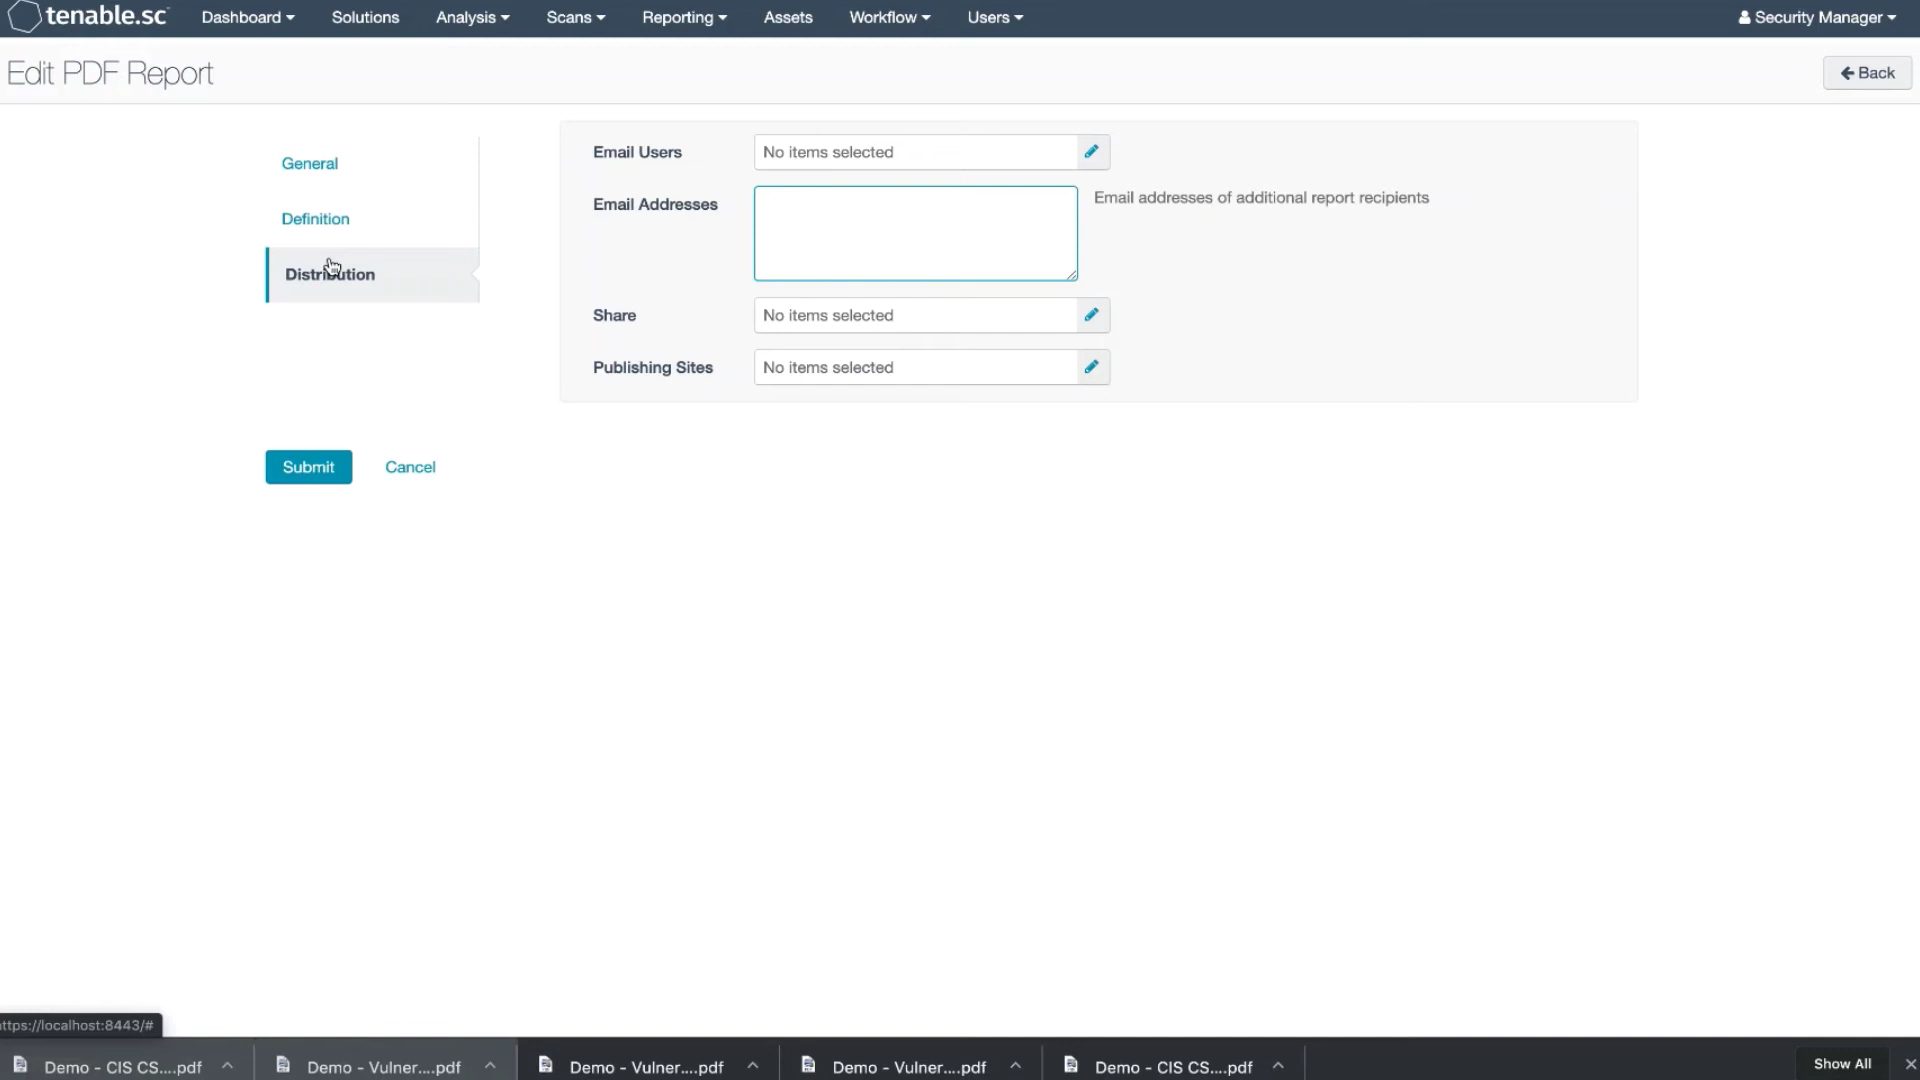 tenable.sc Dashboard Solutions Analysis Scans Reporting Assets Workflow Users Security Manager
Edit PDF Report
Back
General
Definition
Distribution
Email Users
No items selected
Email Addresses
Email addresses of additional report recipients
Share
No items selected
Publishing Sites
No items selected
Submit
Cancel
ttps://localhost:8443/#
Demo - CIS CS....pdf
Demo - Vulner....pdf
Demo - Vulner....pdf
Demo - Vulner....pdf
Demo - CIS CS....pdf
Show All